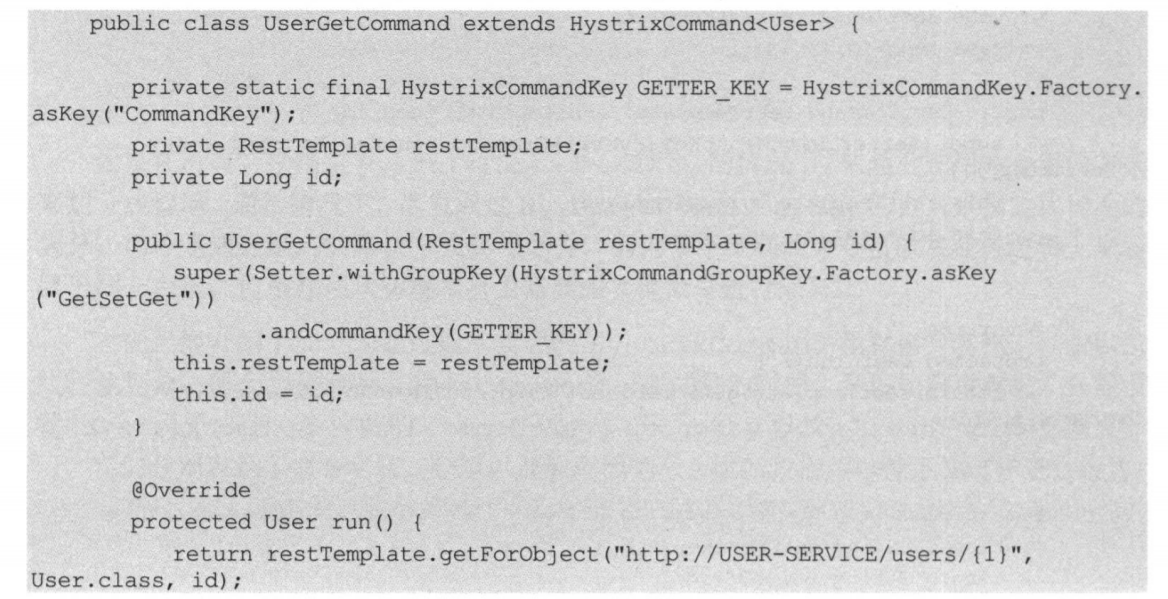 public class UserGetCommand extends HystrixCommand<User> {
private static final HystrixCommandKey GETTER_KEY = HystrixCommandKey.Factory.
asKey("CommandKey");
private RestTemplate restTemplate;
private Long id;
public UserGetCommand(RestTemplate restTemplate, Long id) {
super(Setter.withGroupKey(HystrixCommandGroupKey.Factory.asKey
("GetSetGet"))
.andCommandKey(GETTER_KEY));
this.restTemplate = restTemplate;
this.id = id;
}
@Override
protected User run() {
return restTemplate.getForObject("http://USER-SERVICE/users/{1}",
User.class, id);